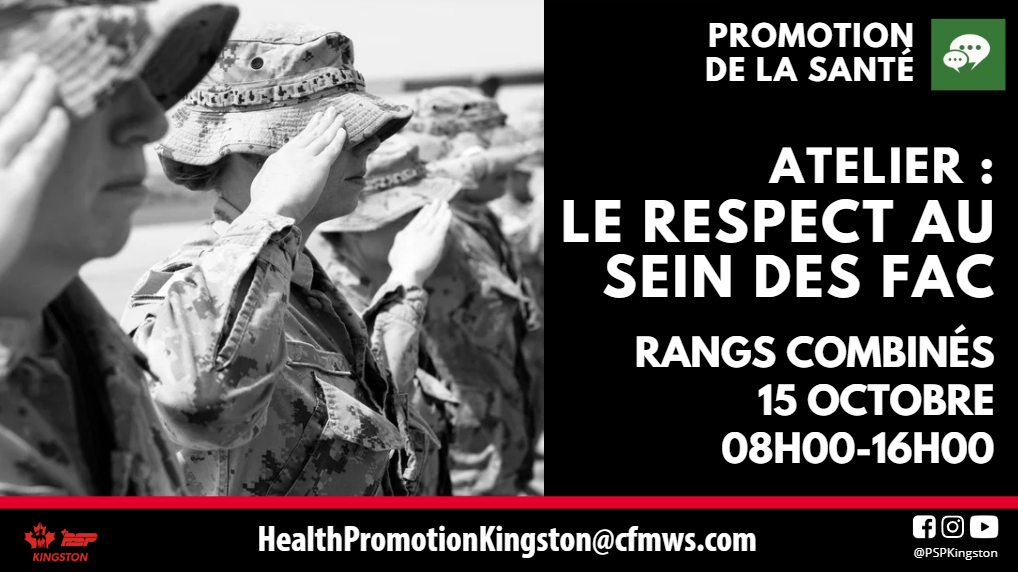 PROMOTION
DE LA SANTÉ
ATELIER :
LE RESPECT AU
SEIN DES FAC
RANGS COMBINÉS
15 OCTOBRE
08H00-16H00
PSP
KINGSTON
HealthPromotionKingston@cfmws.com
@PSPKingston